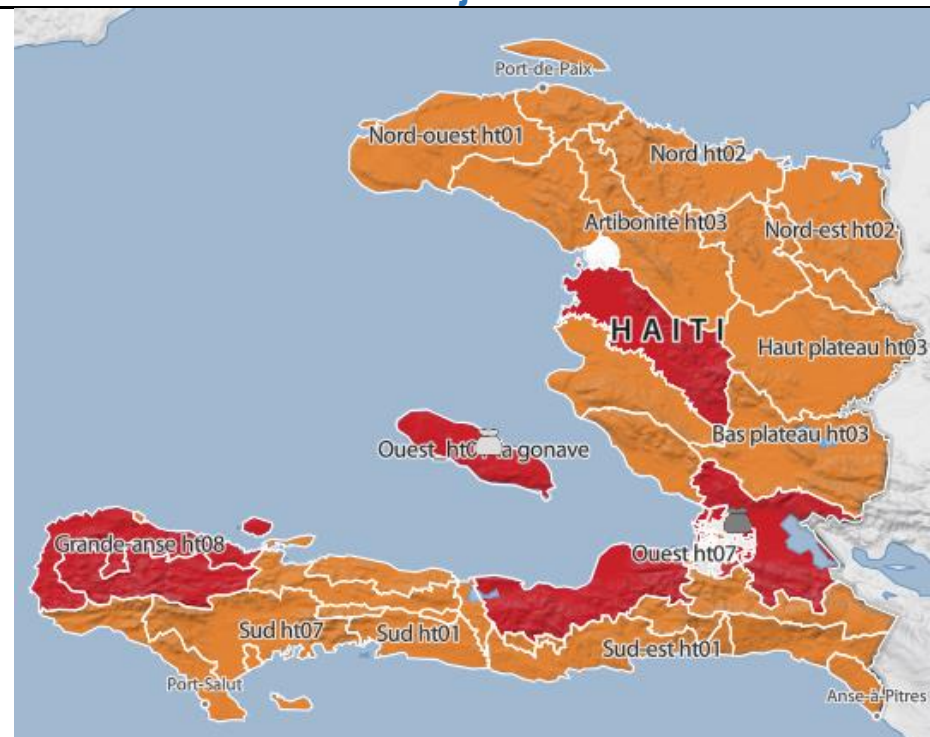 Port-de-Paix
Nord-ouest ht01
Nord ht02
Artibonite ht03
Nord-est ht02
HAITI
Haut plateau ht03
Bas plateau ht03
gonave
Grande-anse ht08
Ouest ht07
Sud ht07
Sud ht01
Sud-est ht01
Port-Salut
Anse-à-Pitres